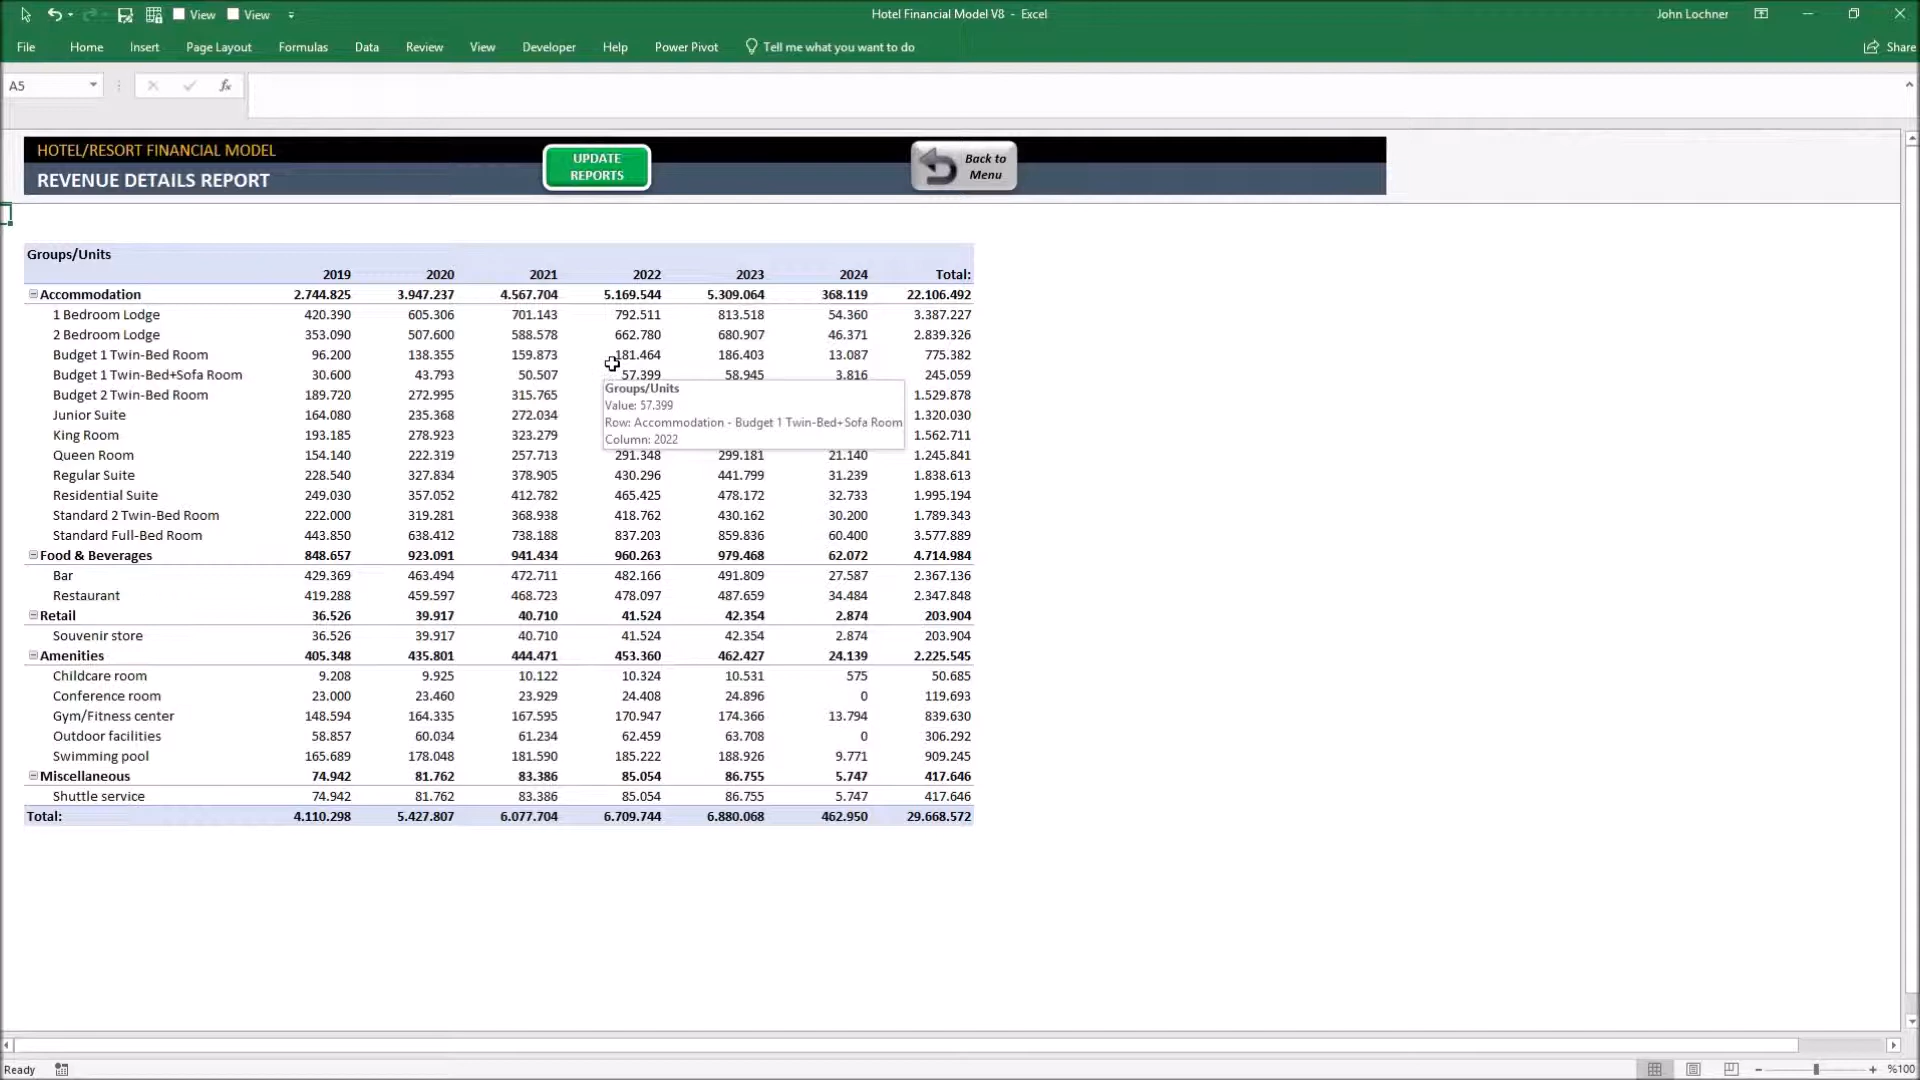 View View Hotel Financial Model V8 - Excel John Lochner
File Home Insert Page Layout Formulas Data Review View Developer Help Power Pivot Tell me what you want to do Share
A5 fx
HOTEL/RESORT FINANCIAL MODEL
REVENUE DETAILS REPORT
UPDATE
REPORTS
Back to
Menu
Groups/Units
2019 2020 2021 2022 2023 2024 Total:
Accommodation 2.744.825 3.947.237 4.567.704 5.169.544 5.309.064 368.119 22.106.492
1 Bedroom Lodge 420.390 605.306 701.143 792.511 813.518 54.360 3.387.227
2 Bedroom Lodge 353.090 507.600 588.578 662.780 680.907 46.371 2.839.326
Budget 1 Twin-Bed Room 96.200 138.355 159.873 181.464 186.403 13.087 775.382
Budget 1 Twin-Bed+Sofa Room 30.600 43.793 50.507 57.399 58.945 3.816 245.059
Budget 2 Twin-Bed Room 189.720 272.995 315.765 1.529.878
Junior Suite 164.080 235.368 272.034 1.320.030
King Room 193.185 278.923 323.279 1.562.711
Groups/Units
Value: 57.399
Row: Accommodation - Budget 1 Twin-Bed+Sofa Room
Column: 2022
Queen Room 154.140 222.319 257.713 291.348 299.181 21.140 1.245.841
Regular Suite 228.540 327.834 378.905 430.296 441.799 31.239 1.838.613
Residential Suite 249.030 357.052 412.782 465.425 478.172 32.733 1.995.194
Standard 2 Twin-Bed Room 222.000 319.281 368.938 418.762 430.162 30.200 1.789.343
Standard Full-Bed Room 443.850 638.412 738.188 837.203 859.836 60.400 3.577.889
Food & Beverages 848.657 923.091 941.434 960.263 979.468 62.072 4.714.984
Bar 429.369 463.494 472.711 482.166 491.809 27.587 2.367.136
Restaurant 419.288 459.597 468.723 478.097 487.659 34.484 2.347.848
Retail 36.526 39.917 40.710 41.524 42.354 2.874 203.904
Souvenir store 36.526 39.917 40.710 41.524 42.354 2.874 203.904
Amenities 405.348 435.801 444.471 453.360 462.427 24.139 2.225.545
Childcare room 9.208 9.925 10.122 10.324 10.531 575 50.685
Conference room 23.000 23.460 23.929 24.408 24.896 0 119.693
Gym/Fitness center 148.594 164.335 167.595 170.947 174.366 13.794 839.630
Outdoor facilities 58.857 60.034 61.234 62.459 63.708 0 306.292
Swimming pool 165.689 178.048 181.590 185.222 188.926 9.771 909.245
Miscellaneous 74.942 81.762 83.386 85.054 86.755 5.747 417.646
Shuttle service 74.942 81.762 83.386 85.054 86.755 5.747 417.646
Total: 4.110.298 5.427.807 6.077.704 6.709.744 6.880.068 462.950 29.668.572
Ready %100